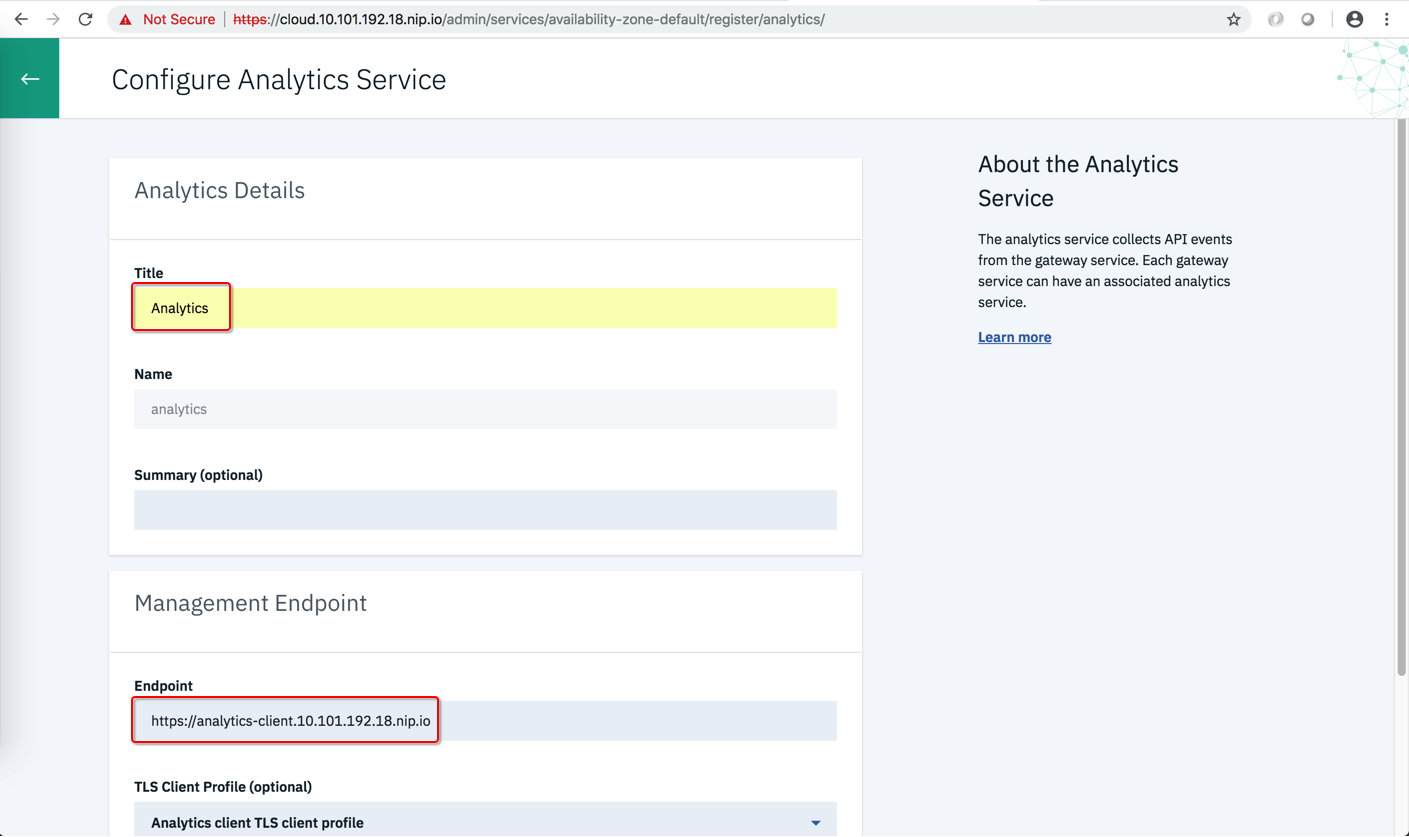 Not Secure | https://cloud.10.101.192.18.nip.io/admin/services/availability-zone-default/register/analytics/
Configure Analytics Service
Analytics Details
Title
Analytics
Name
analytics
Summary (optional)
Management Endpoint
Endpoint
https://analytics-client.10.101.192.18.nip.io
TLS Client Profile (optional)
Analytics client TLS client profile
About the Analytics
Service
The analytics service collects API events
from the gateway service. Each gateway
service can have an associated analytics
service.
Learn more